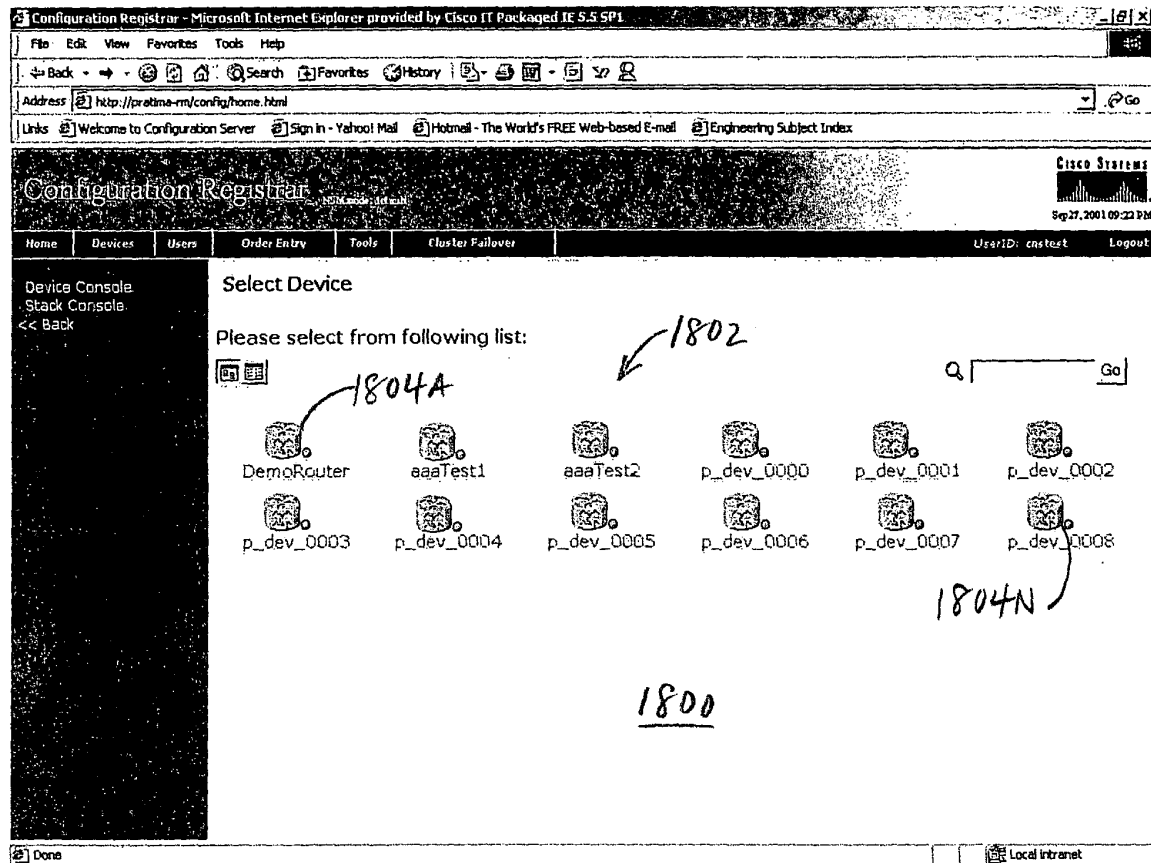 Configuration Registrar - Microsoft Internet Explorer provided by Cisco IT Packaged IE 5.5 SP1
File Edit View Favorites Tools Help
Back Search Favorites History
Address http://pratima-rm/config/home.html Go
Links Welcome to Configuration Server Sign in - Yahoo! Mail Hotmail - The World's FREE Web-based E-mail Engineering Subject Index
Cisco Systems
Configuration Registrar
Sep 27, 2001 09:22 PM
Home Devices Users Order Entry Tools Cluster Failover UserID: cnstest Logout
Device Console
Stack Console
<< Back
Select Device
Please select from following list:
1802
Go
1804A
DemoRouter aaaTest1 aaaTest2 p_dev_0000 p_dev_0001 p_dev_0002
p_dev_0003 p_dev_0004 p_dev_0005 p_dev_0006 p_dev_0007 p_dev_0008
1804N
1800
Done Local intranet